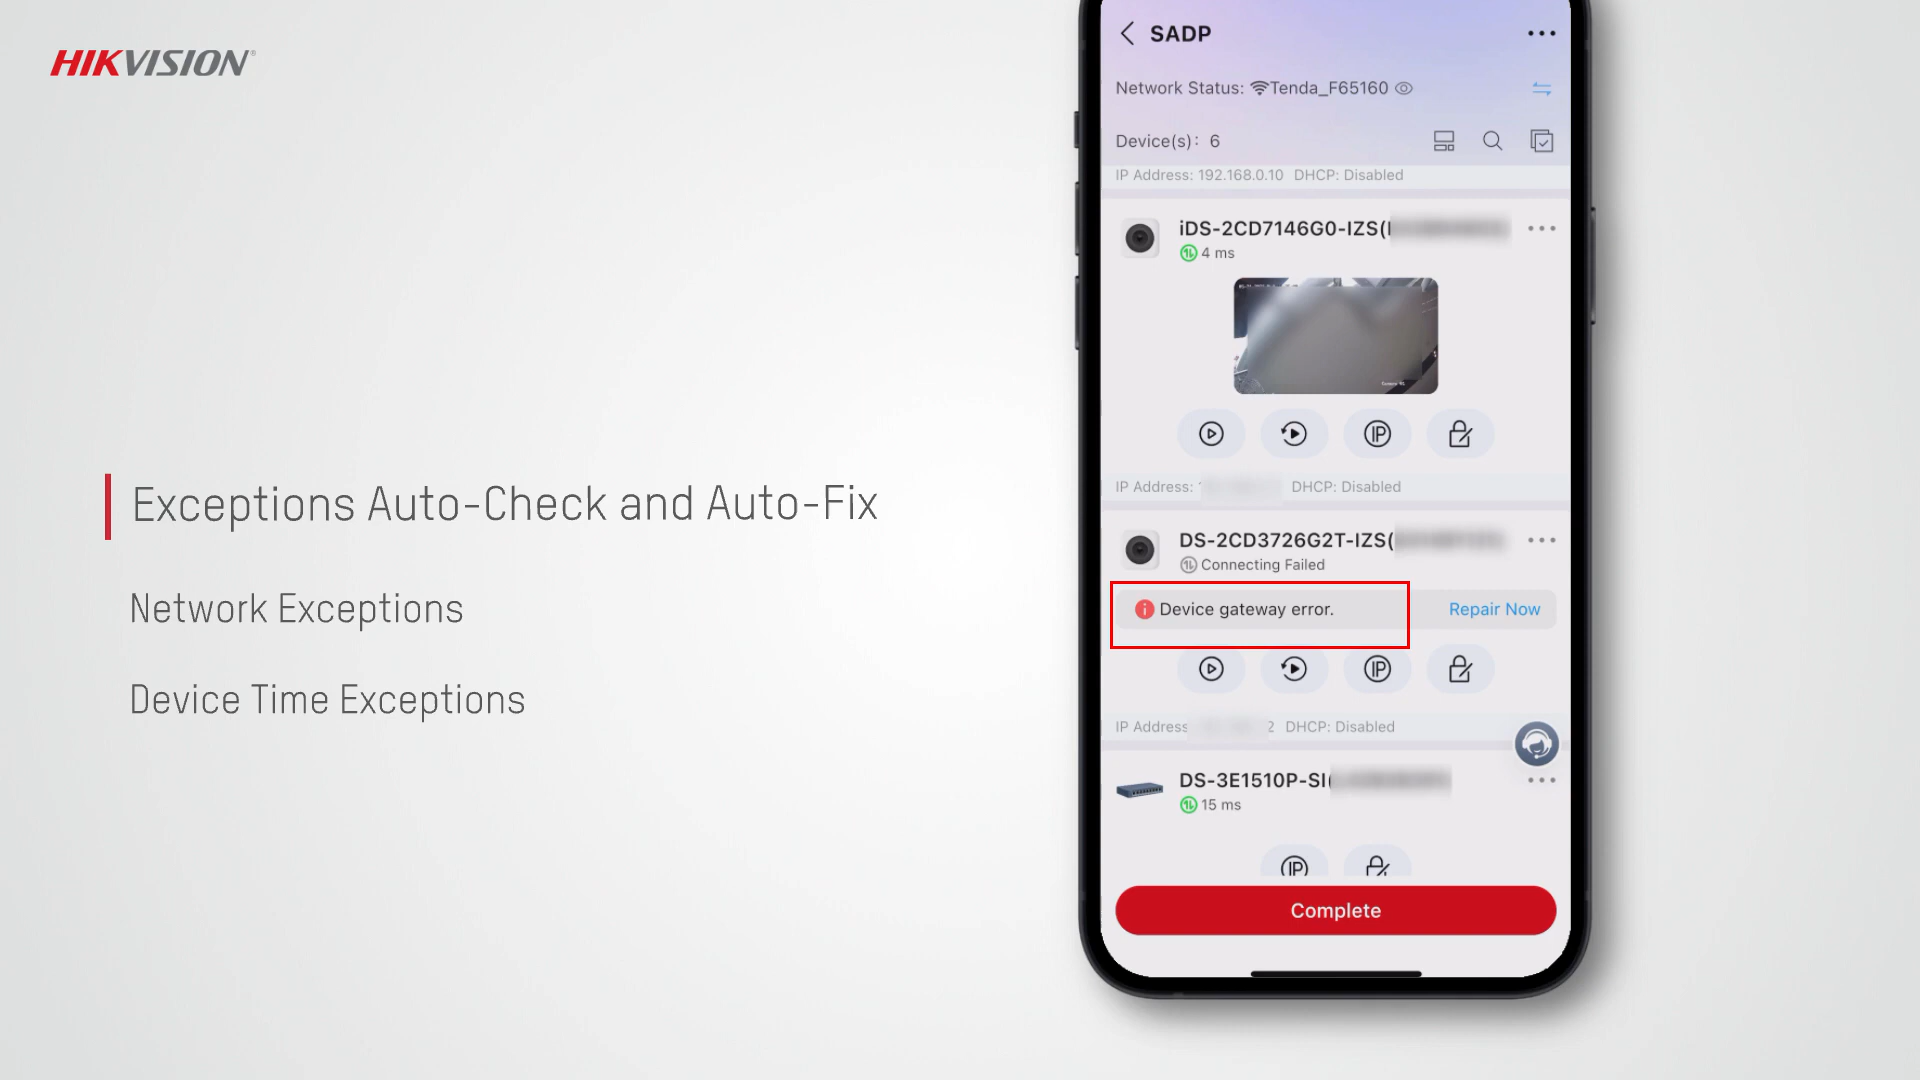 HIKVISION®
Exceptions Auto-Check and Auto-Fix
Network Exceptions
Device Time Exceptions
SADP
Network Status: Tenda_F65160
Device(s): 6
IP Address: 192.168.0.10 DHCP: Disabled
iDS-2CD7146G0-IZS(
4 ms
IP Address: DHCP: Disabled
DS-2CD3726G2T-IZS(
Connecting Failed
Device gateway error. Repair Now
IP Address 2 DHCP: Disabled
DS-3E1510P-SI(
15 ms
Complete